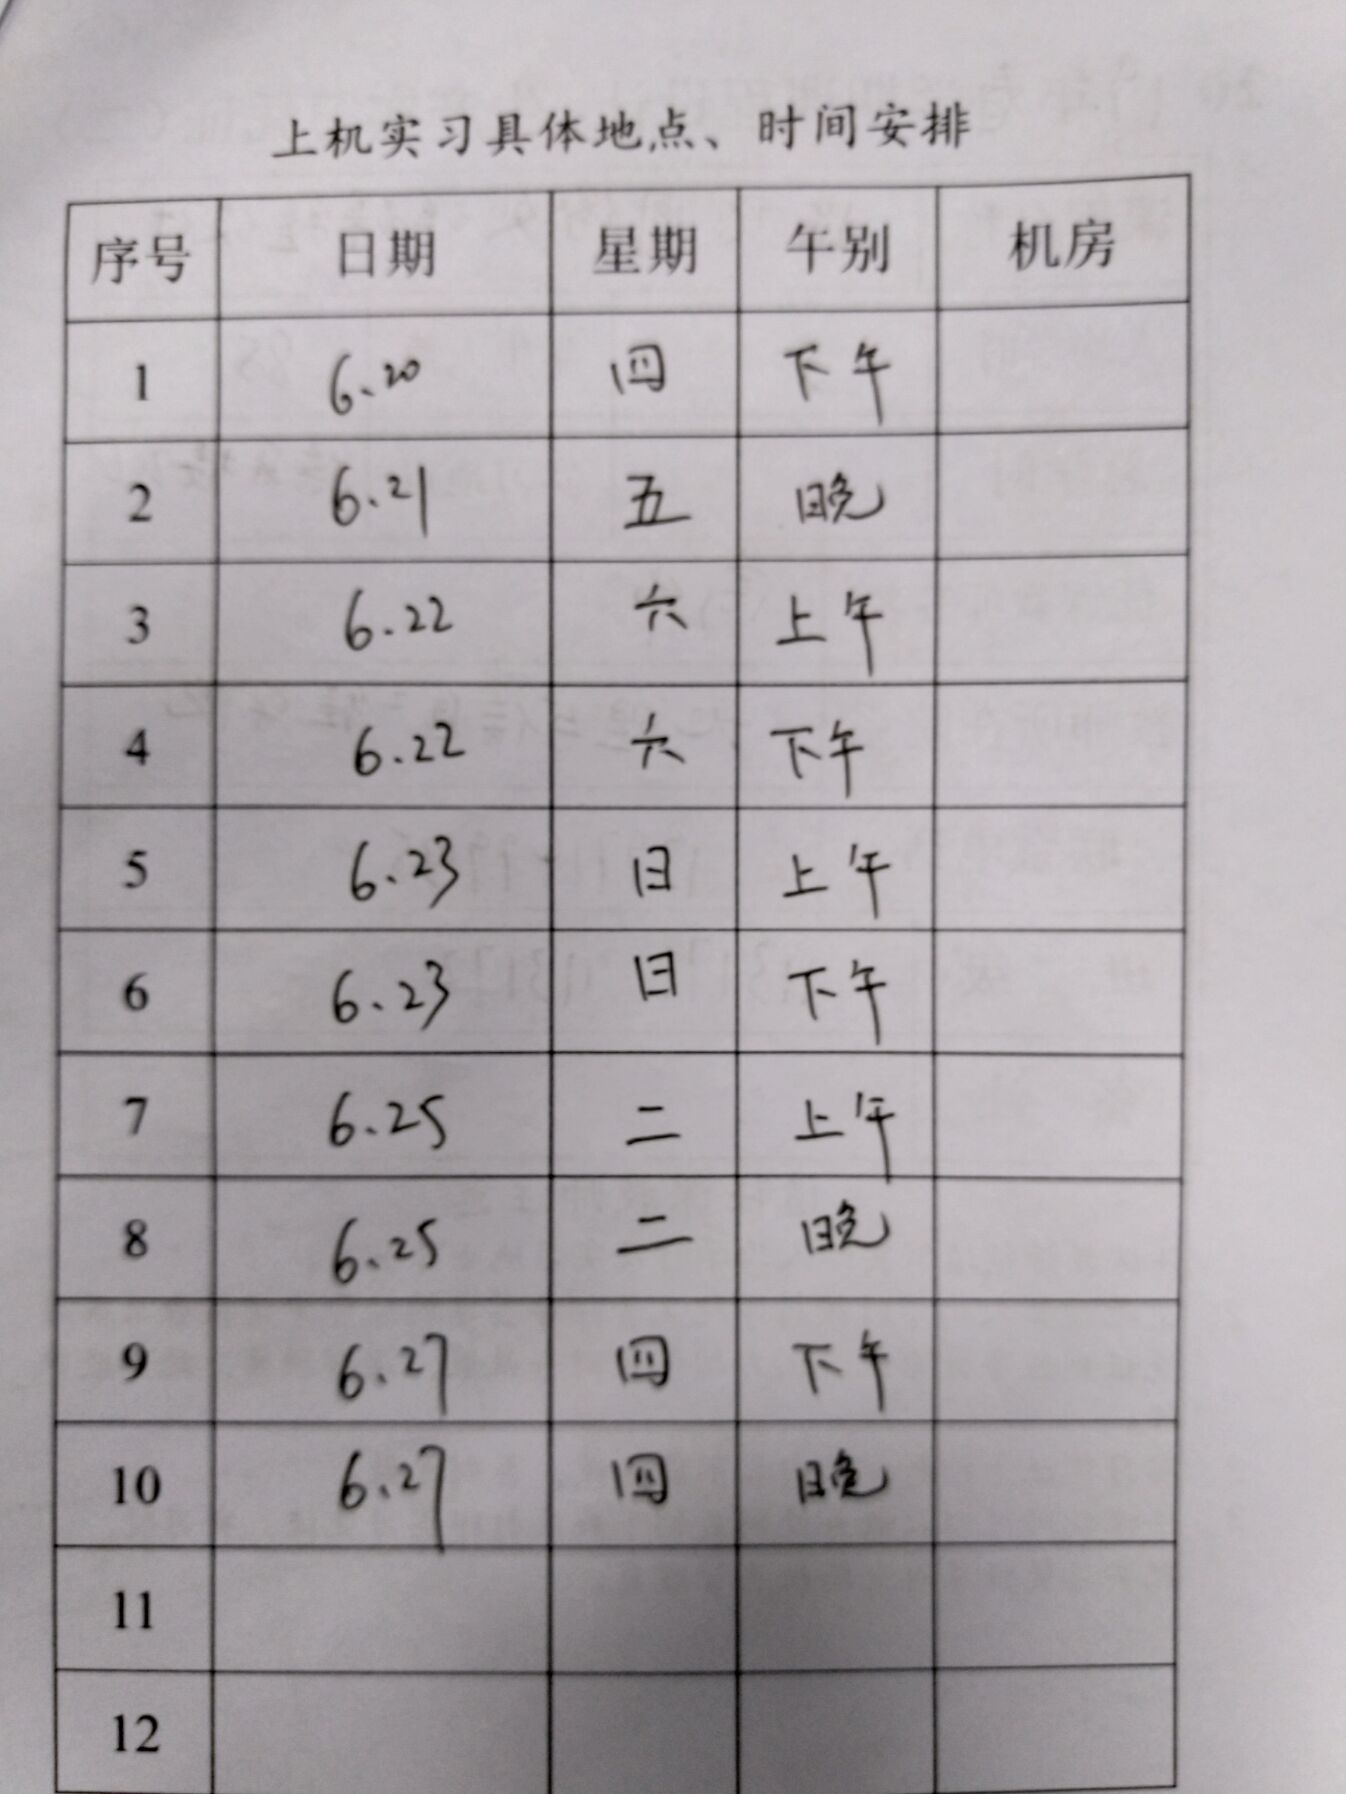 上机实习具体地点、时间安排
序号 日期 星期 午别 机房
1 6.20 四 下午
2 6.21 五 晚
3 6.22 六 上午
4 6.22 六 下午
5 6.23 日 上午
6 6.23 日 下午
7 6.25 二 上午
8 6.25 二 晚
9 6.27 四 下午
10 6.27 四 晚
11
12